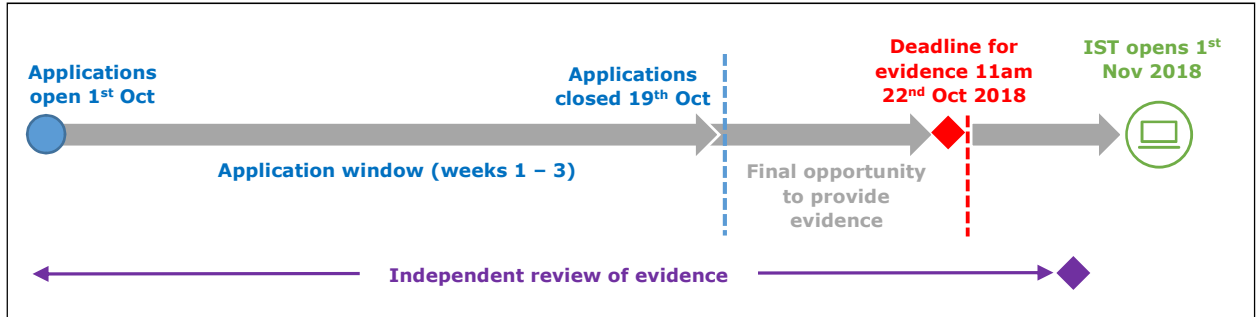 Applications
open 1st Oct
Applications
closed 19th Oct
Deadline for
evidence 11am
22nd Oct 2018
IST opens 1st
Nov 2018
Application window (weeks 1 – 3)
Final opportunity
to provide
evidence
Independent review of evidence